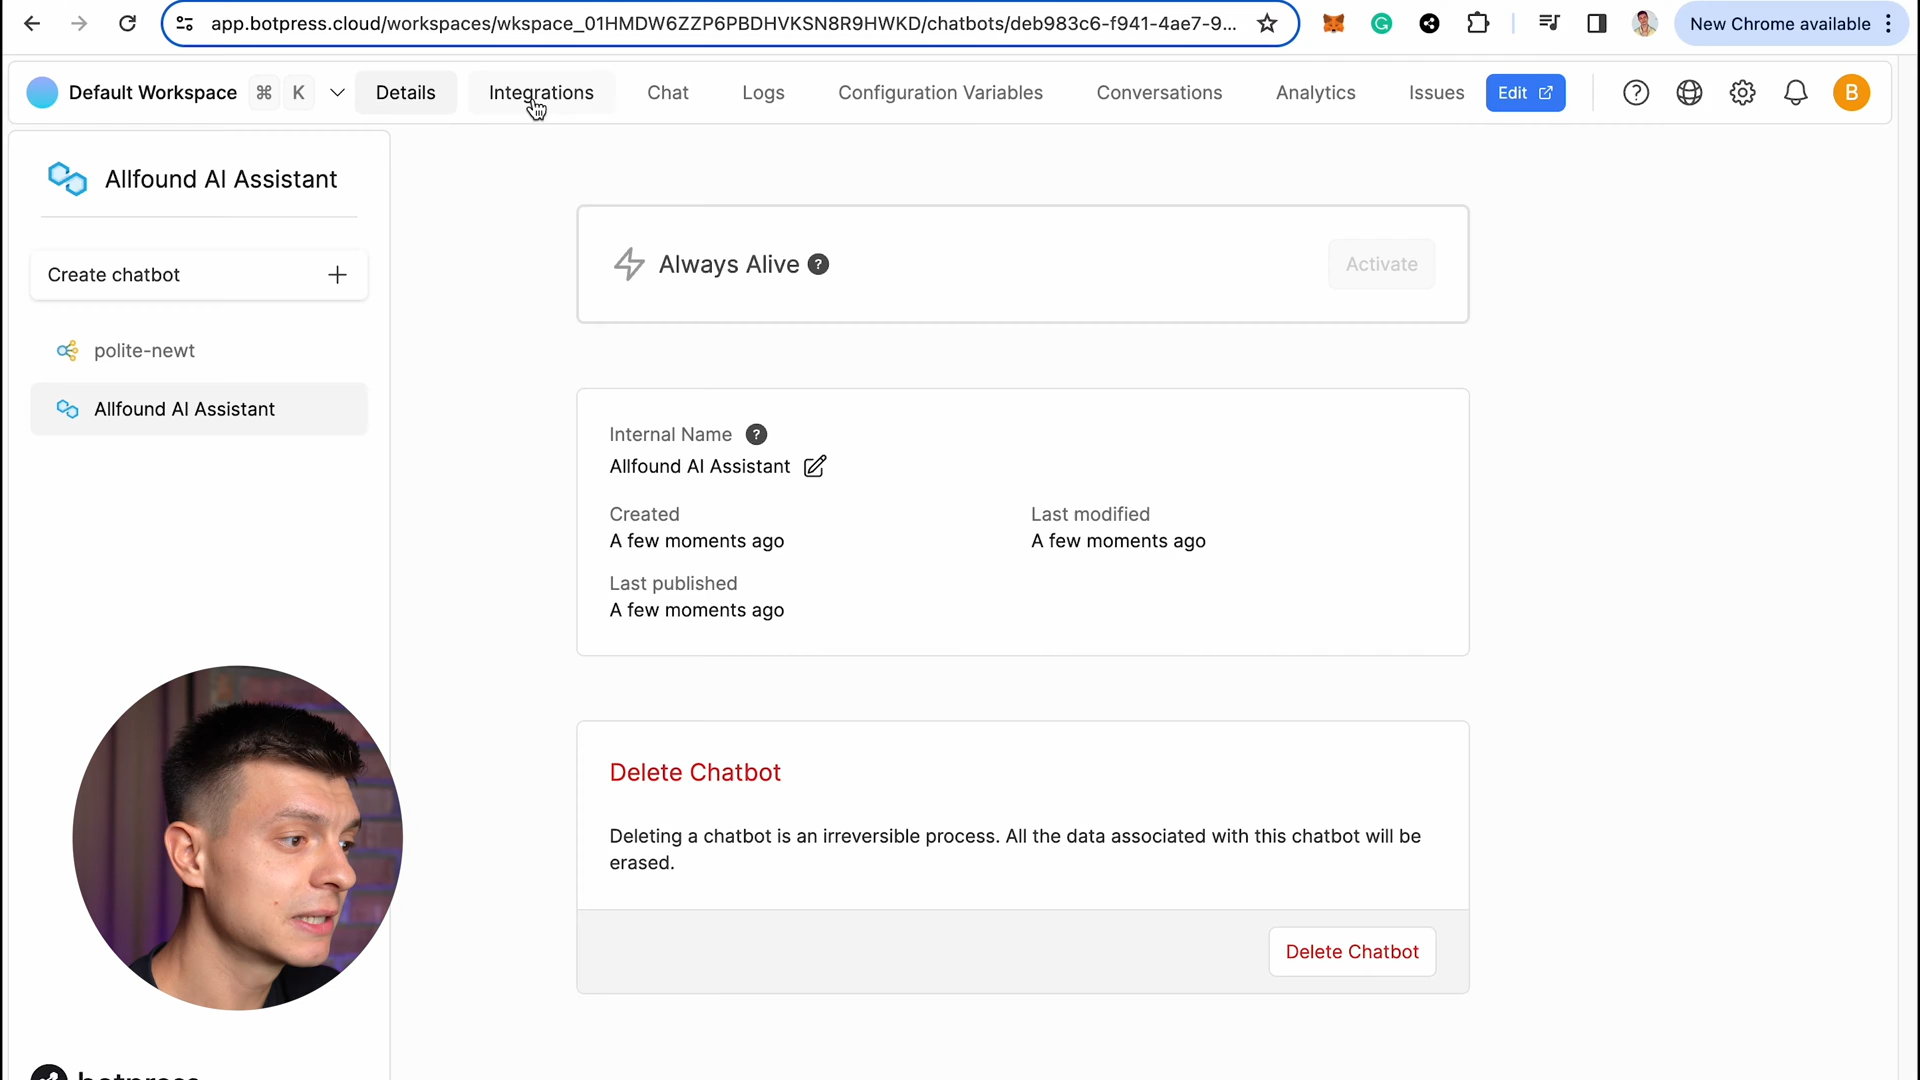 app.botpress.cloud/workspaces/wkspace_01HMDW6ZZP6PBDHVKSN8R9HWKD/chatbots/deb983c6-f941-4ae7-9...
New Chrome available
Default Workspace ⌘ K Details Integrations Chat Logs Configuration Variables Conversations Analytics Issues Edit ? B
Allfound AI Assistant
Create chatbot +
polite-newt
Allfound AI Assistant
Always Alive ?
Activate
Internal Name ?
Allfound AI Assistant
Created
A few moments ago
Last modified
A few moments ago
Last published
A few moments ago
Delete Chatbot
Deleting a chatbot is an irreversible process. All the data associated with this chatbot will be
erased.
Delete Chatbot
botpress